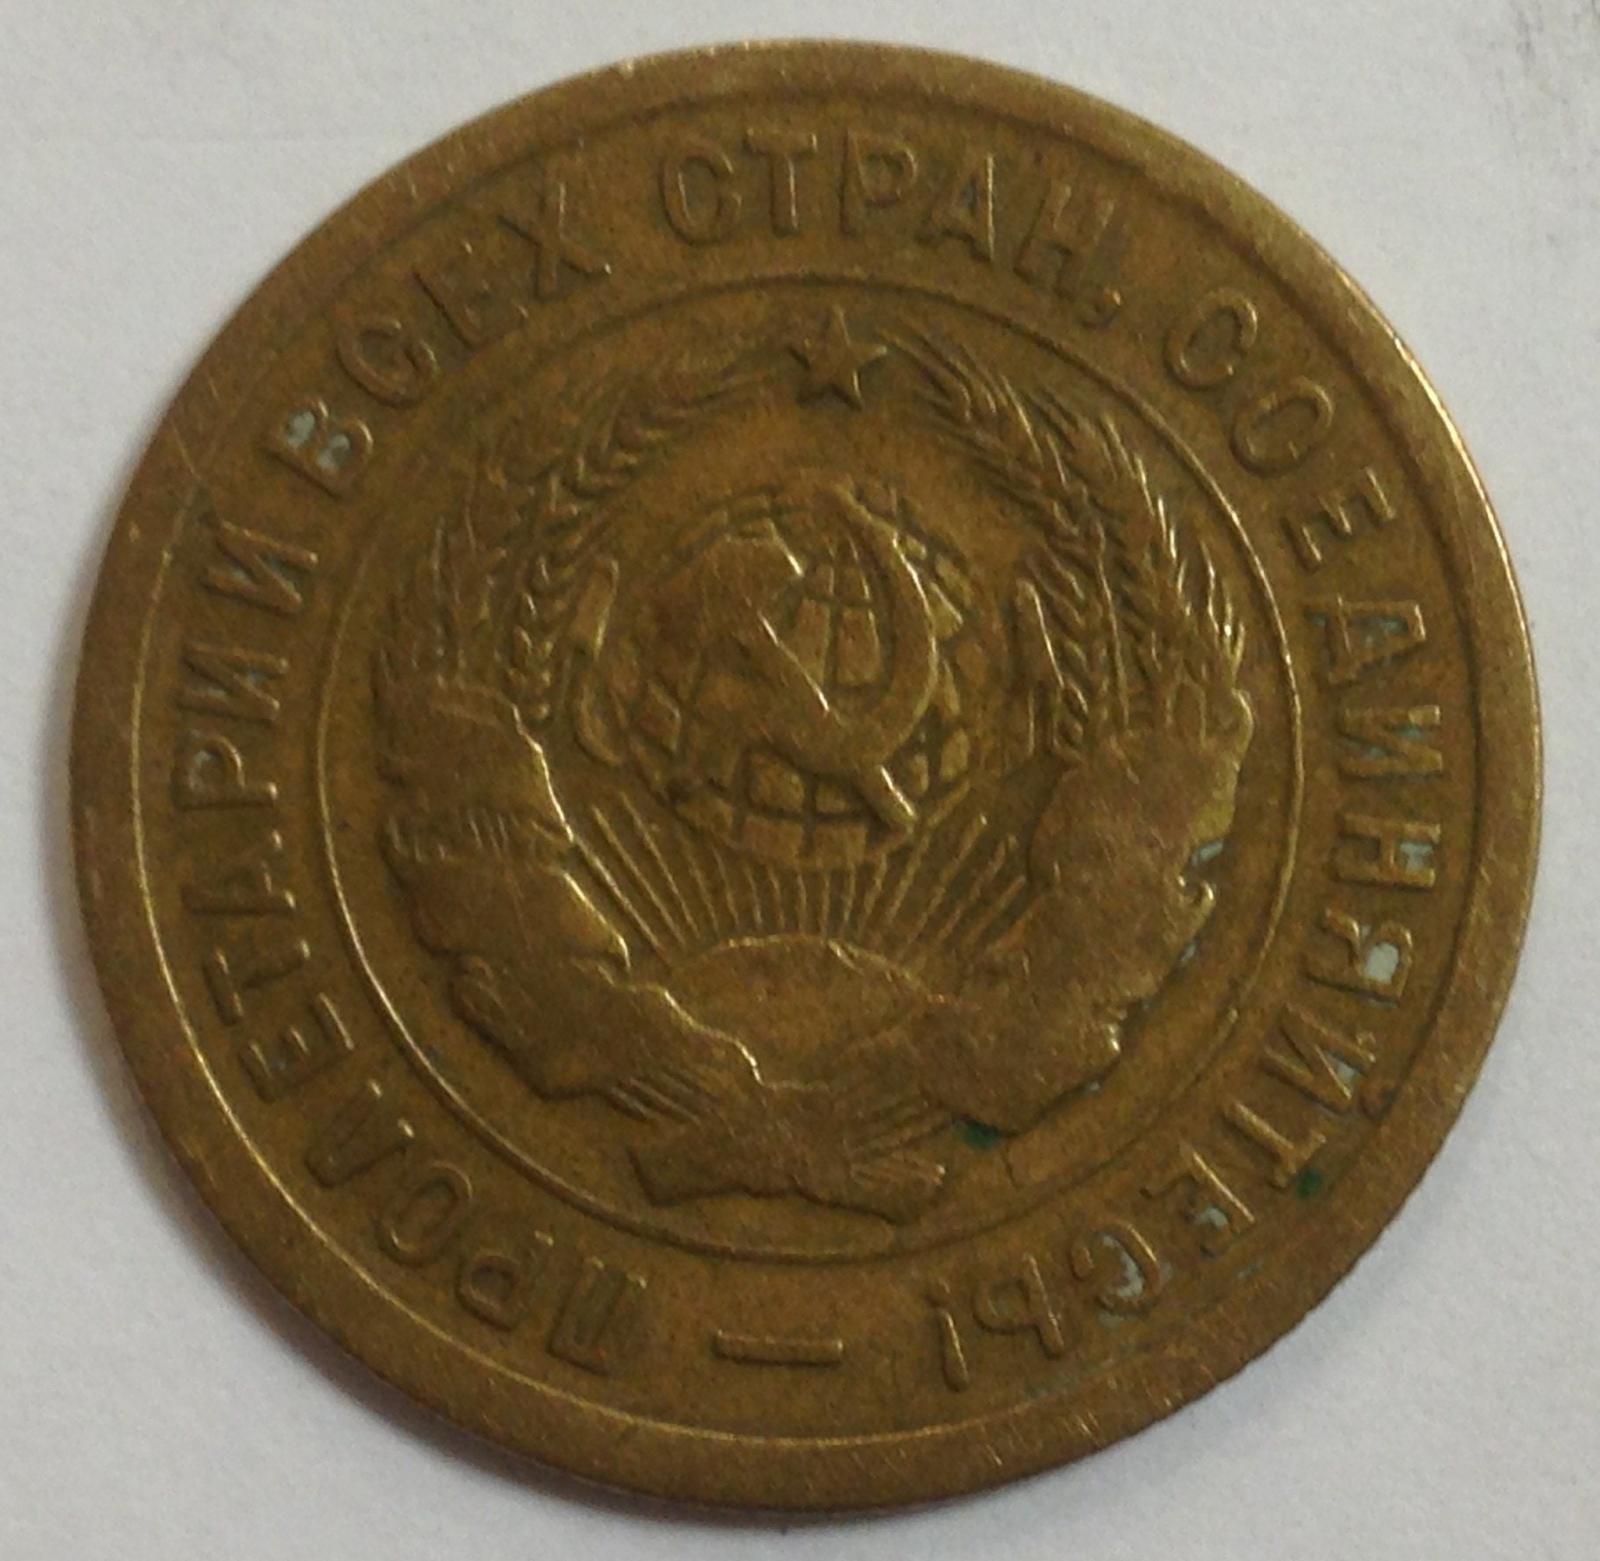 ПРОЛЕТАРИИ ВСЕХ СТРАН, СОЕДИНЯЙТЕСЬ! —